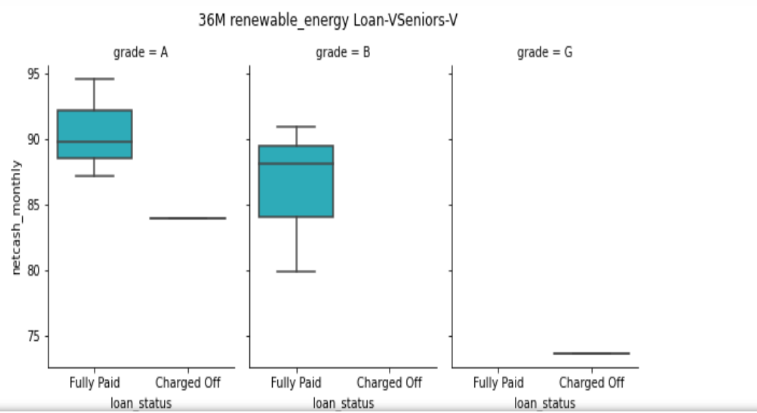 36M renewable_energy Loan-VSeniors-V
grade = A
grade = B
grade = G
netcash_monthly
95
90
85
80
75
Fully Paid
Charged Off
Fully Paid
Charged Off
Fully Paid
Charged Off
loan_status
loan_status
loan_status